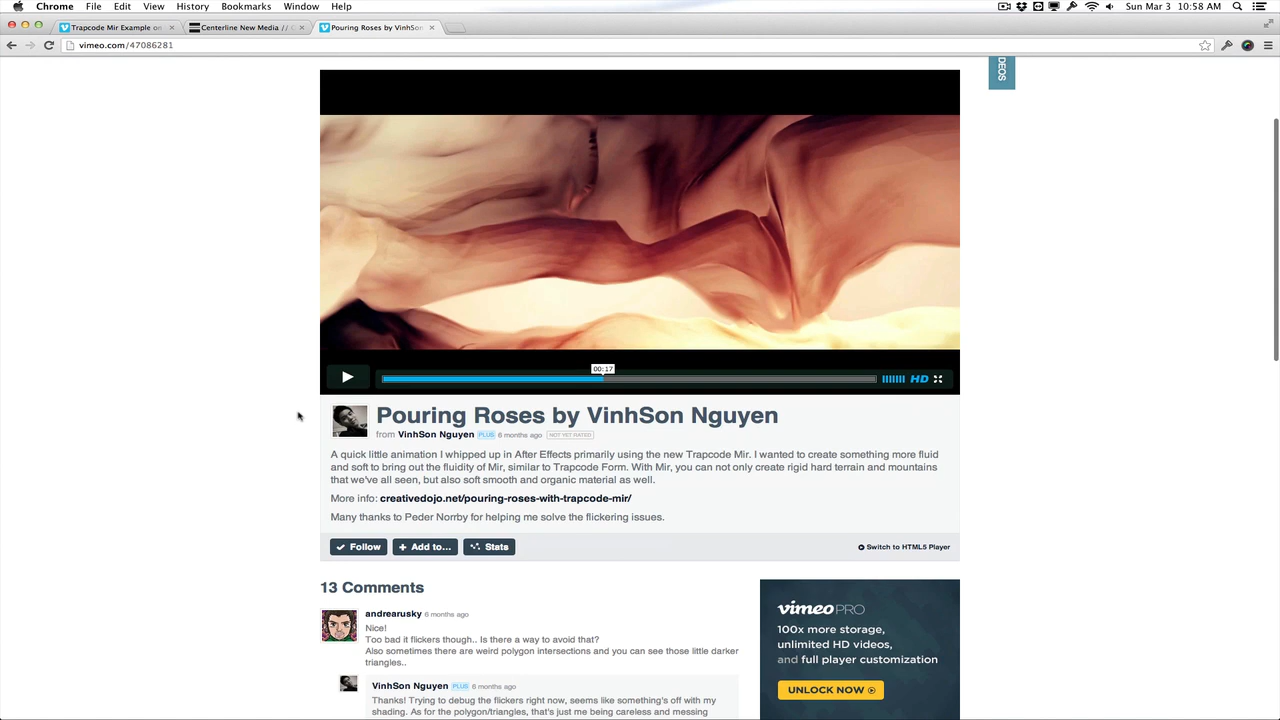 Chrome File Edit View History Bookmarks Window Help Sun Mar 3 10:58 AM
Trapcode Mir Example on
Centerline New Media // C
Pouring Roses by VinhSon
vimeo.com/47086281
DEOS
00:17
HD
Pouring Roses by VinhSon Nguyen
from VinhSon Nguyen PLUS 6 months ago NOT YET RATED
A quick little animation I whipped up in After Effects primarily using the new Trapcode Mir. I wanted to create something more fluid
and soft to bring out the fluidity of Mir, similar to Trapcode Form. With Mir, you can not only create rigid hard terrain and mountains
that we've all seen, but also soft smooth and organic material as well.
More info: creativedojo.net/pouring-roses-with-trapcode-mir/
Many thanks to Peder Norrby for helping me solve the flickering issues.
Follow
Add to...
Stats
Switch to HTML5 Player
13 Comments
andrearusky 6 months ago
Nice!
Too bad it flickers though.. Is there a way to avoid that?
Also sometimes there are weird polygon intersections and you can see those little darker
triangles..
VinhSon Nguyen PLUS 6 months ago
Thanks! Trying to debug the flickers right now, seems like something's off with my
shading. As for the polygon/triangles, that's just me being careless and messing
vimeo PRO
100x more storage,
unlimited HD videos,
and full player customization
UNLOCK NOW